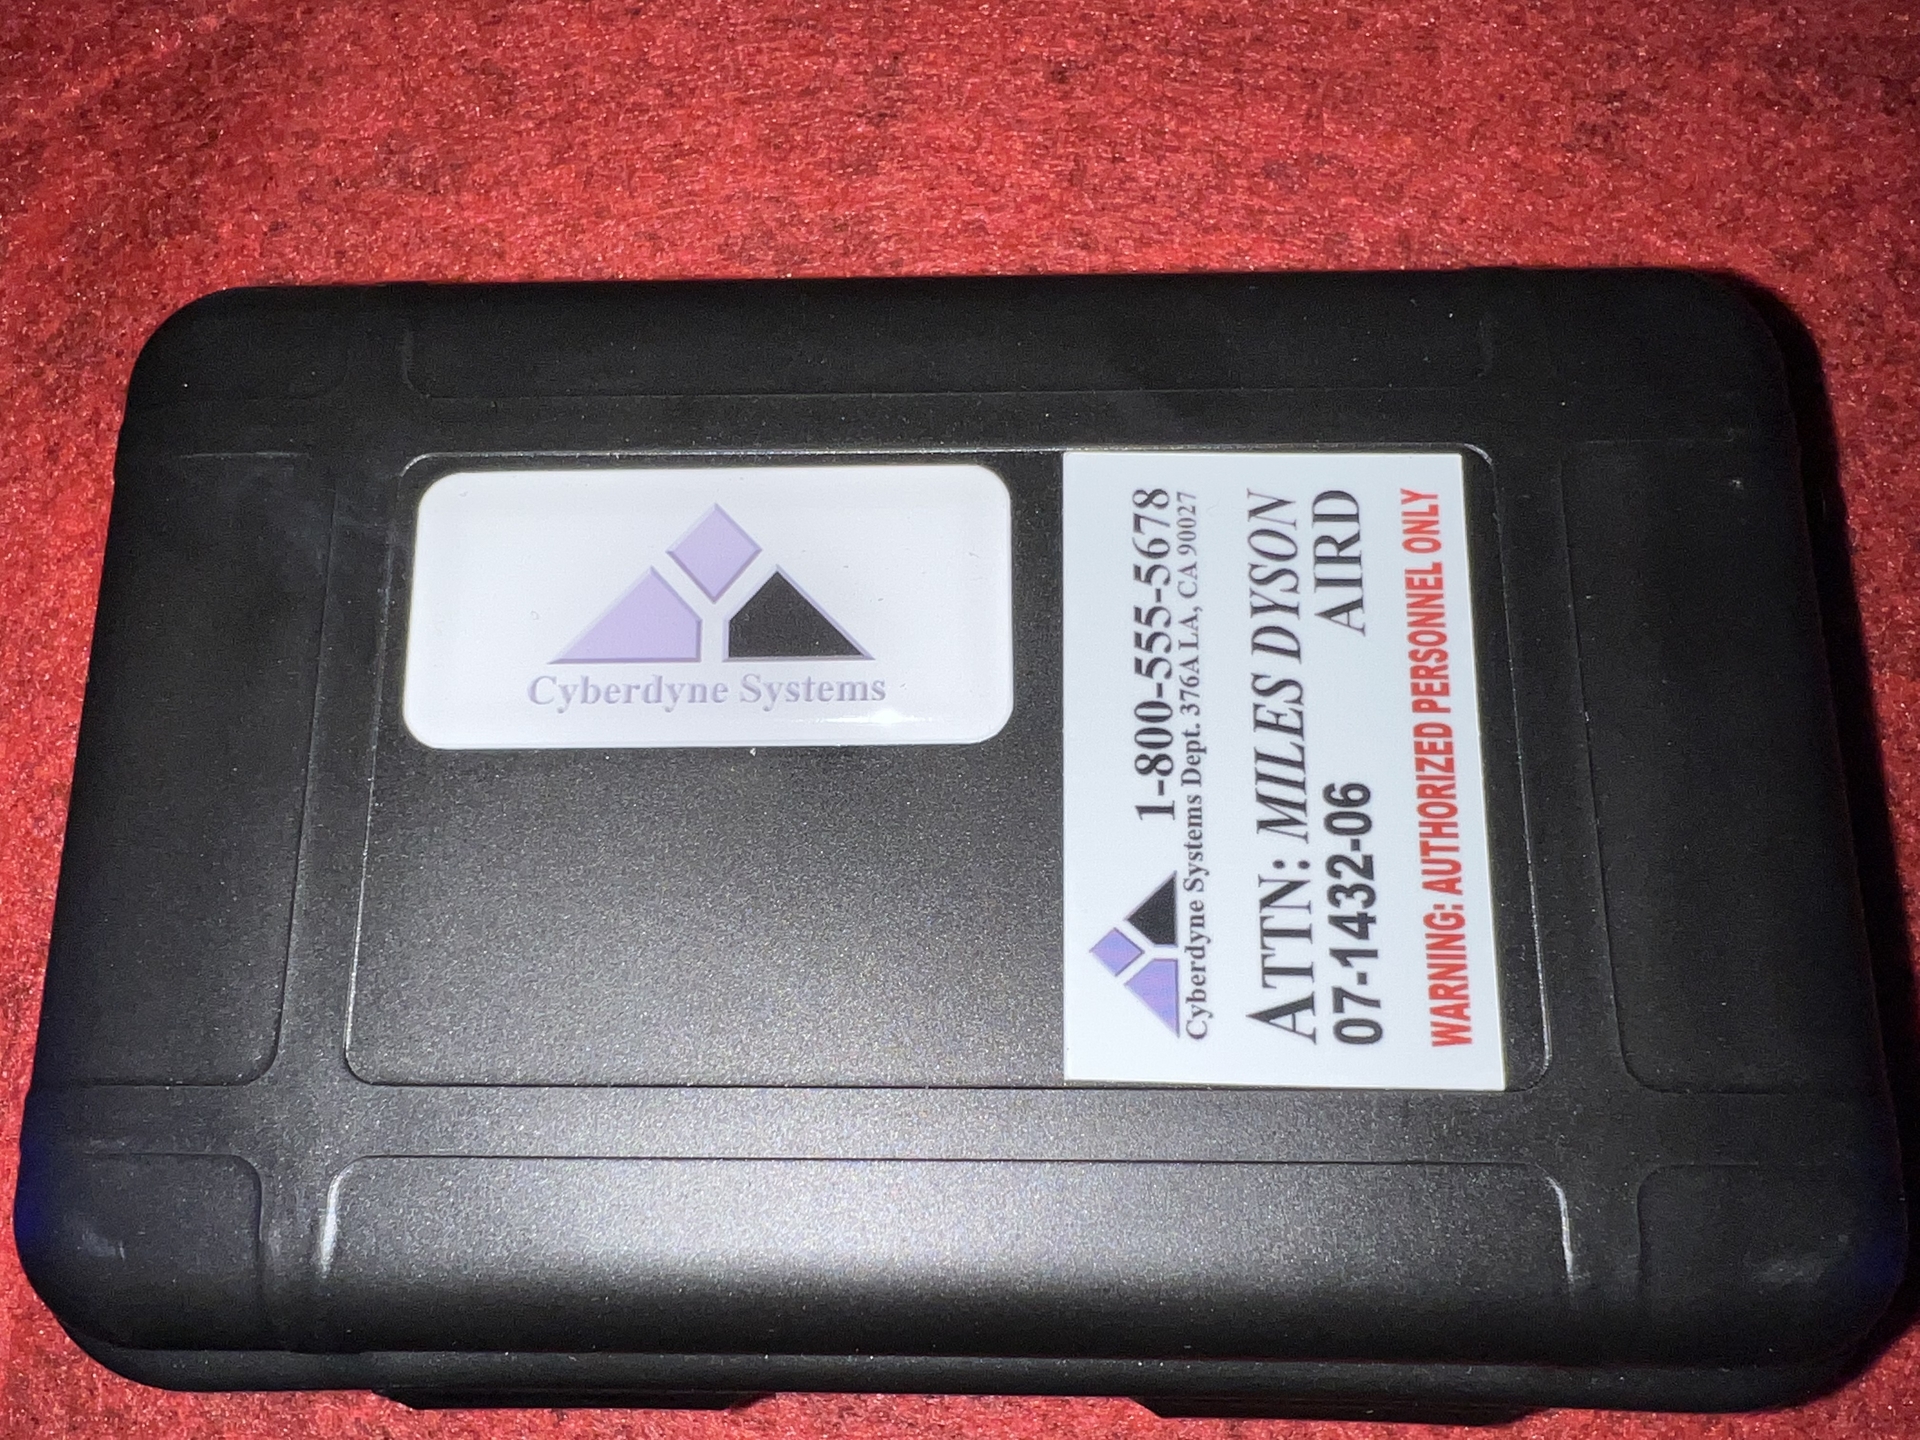 Cyberdyne Systems
1-800-555-5678
Cyberdyne Systems Dept. 376A LA, CA 90027
ATTN: MILES DYSON
07-1432-06 AIRD
WARNING: AUTHORIZED PERSONNEL ONLY